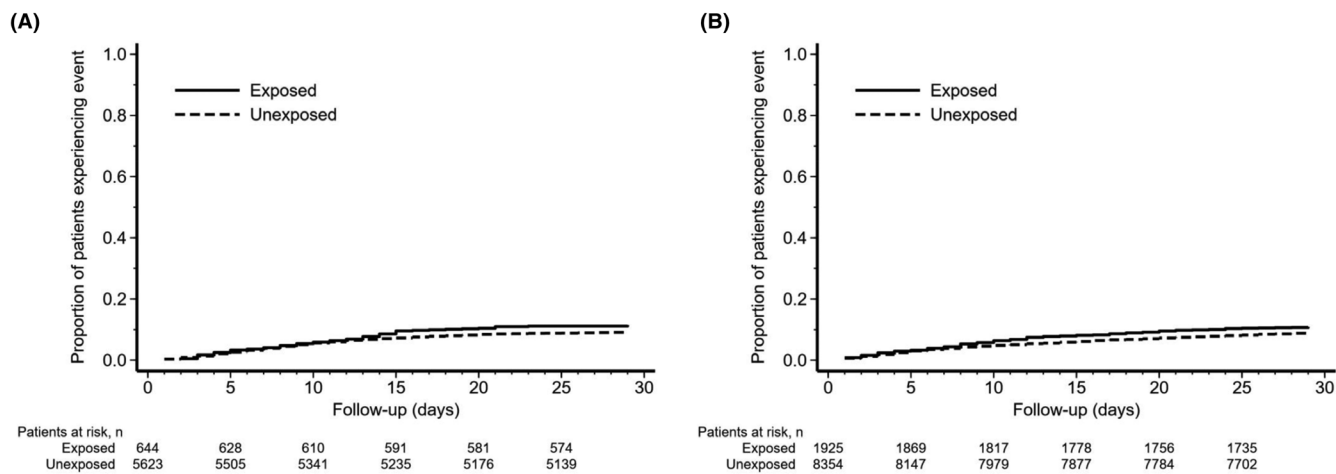 (A)
Proportion of patients experiencing event
1.0
0.8
0.6
0.4
0.2
0.0
Exposed
Unexposed
0 5 10 15 20 25 30
Follow-up (days)
Patients at risk, n
Exposed 644 628 610 591 581 574
Unexposed 5623 5505 5341 5235 5176 5139
(B)
Proportion of patients experiencing event
1.0
0.8
0.6
0.4
0.2
0.0
Exposed
Unexposed
0 5 10 15 20 25 30
Follow-up (days)
Patients at risk, n
Exposed 1925 1869 1817 1778 1756 1735
Unexposed 8354 8147 7979 7877 7784 7702